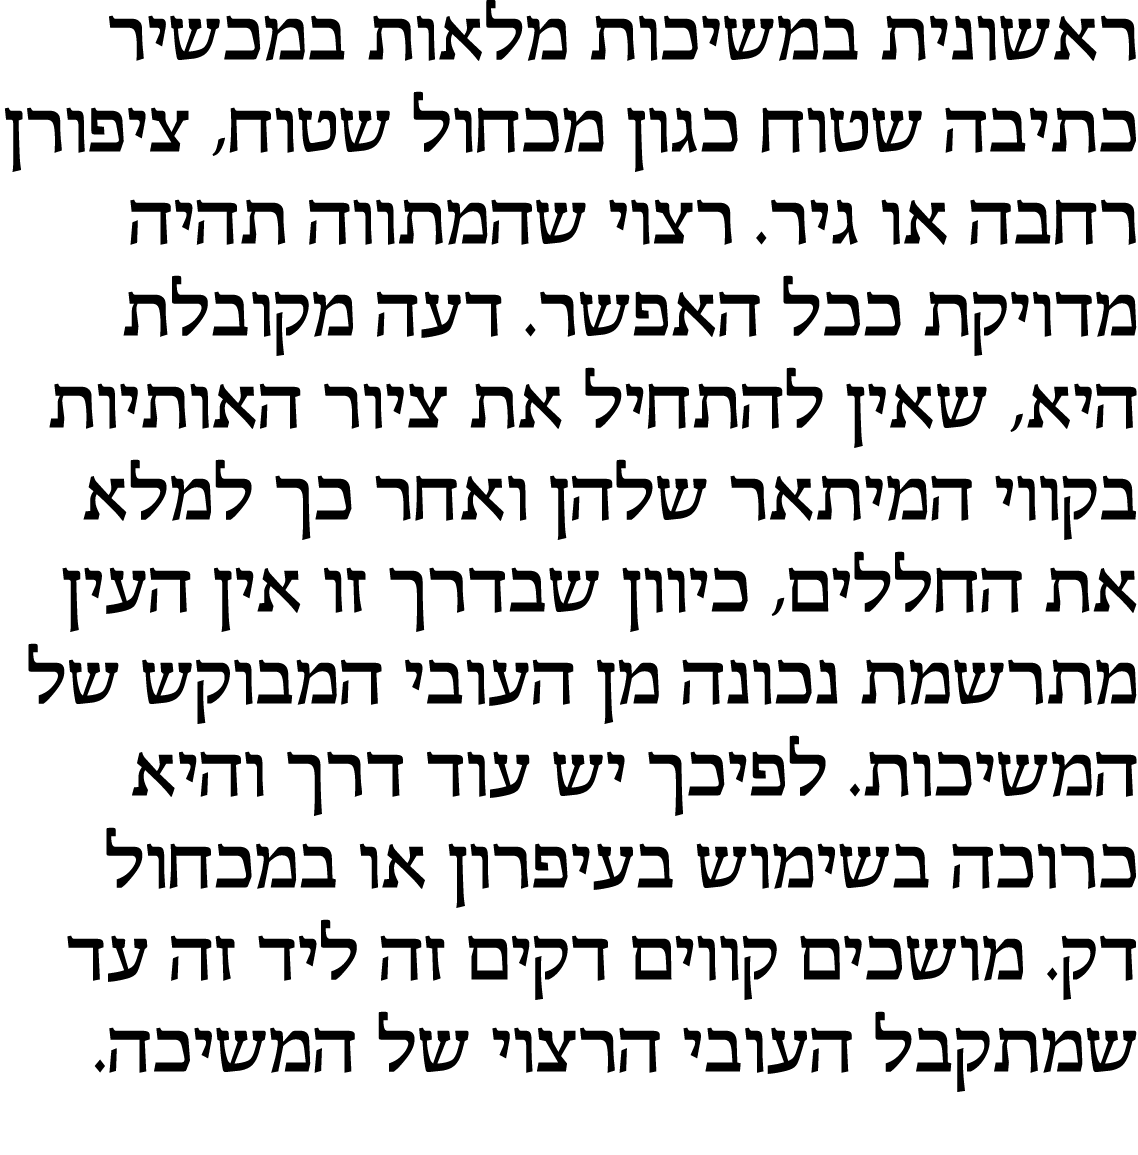 ראשונית במשיכות מלאות במכשיר
כתיבה שטוח כגון מכחול שטוח, ציפורן
רחבה או גיר. רצוי שהמתווה תהיה
מדויקת ככל האפשר. דעה מקובלת
היא, שאין להתחיל את ציור האותיות
בקווי המיתאר שלהן ואחר כך למלא
את החללים, כיוון שבדרך זו אין העין
מתרשמת נכונה מן העובי המבוקש של
המשיכות. לפיכך יש עוד דרך והיא
כרוכה בשימוש בעיפרון או במכחול
דק. מושכים קווים דקים זה ליד זה עד
שמתקבל העובי הרצוי של המשיכה.